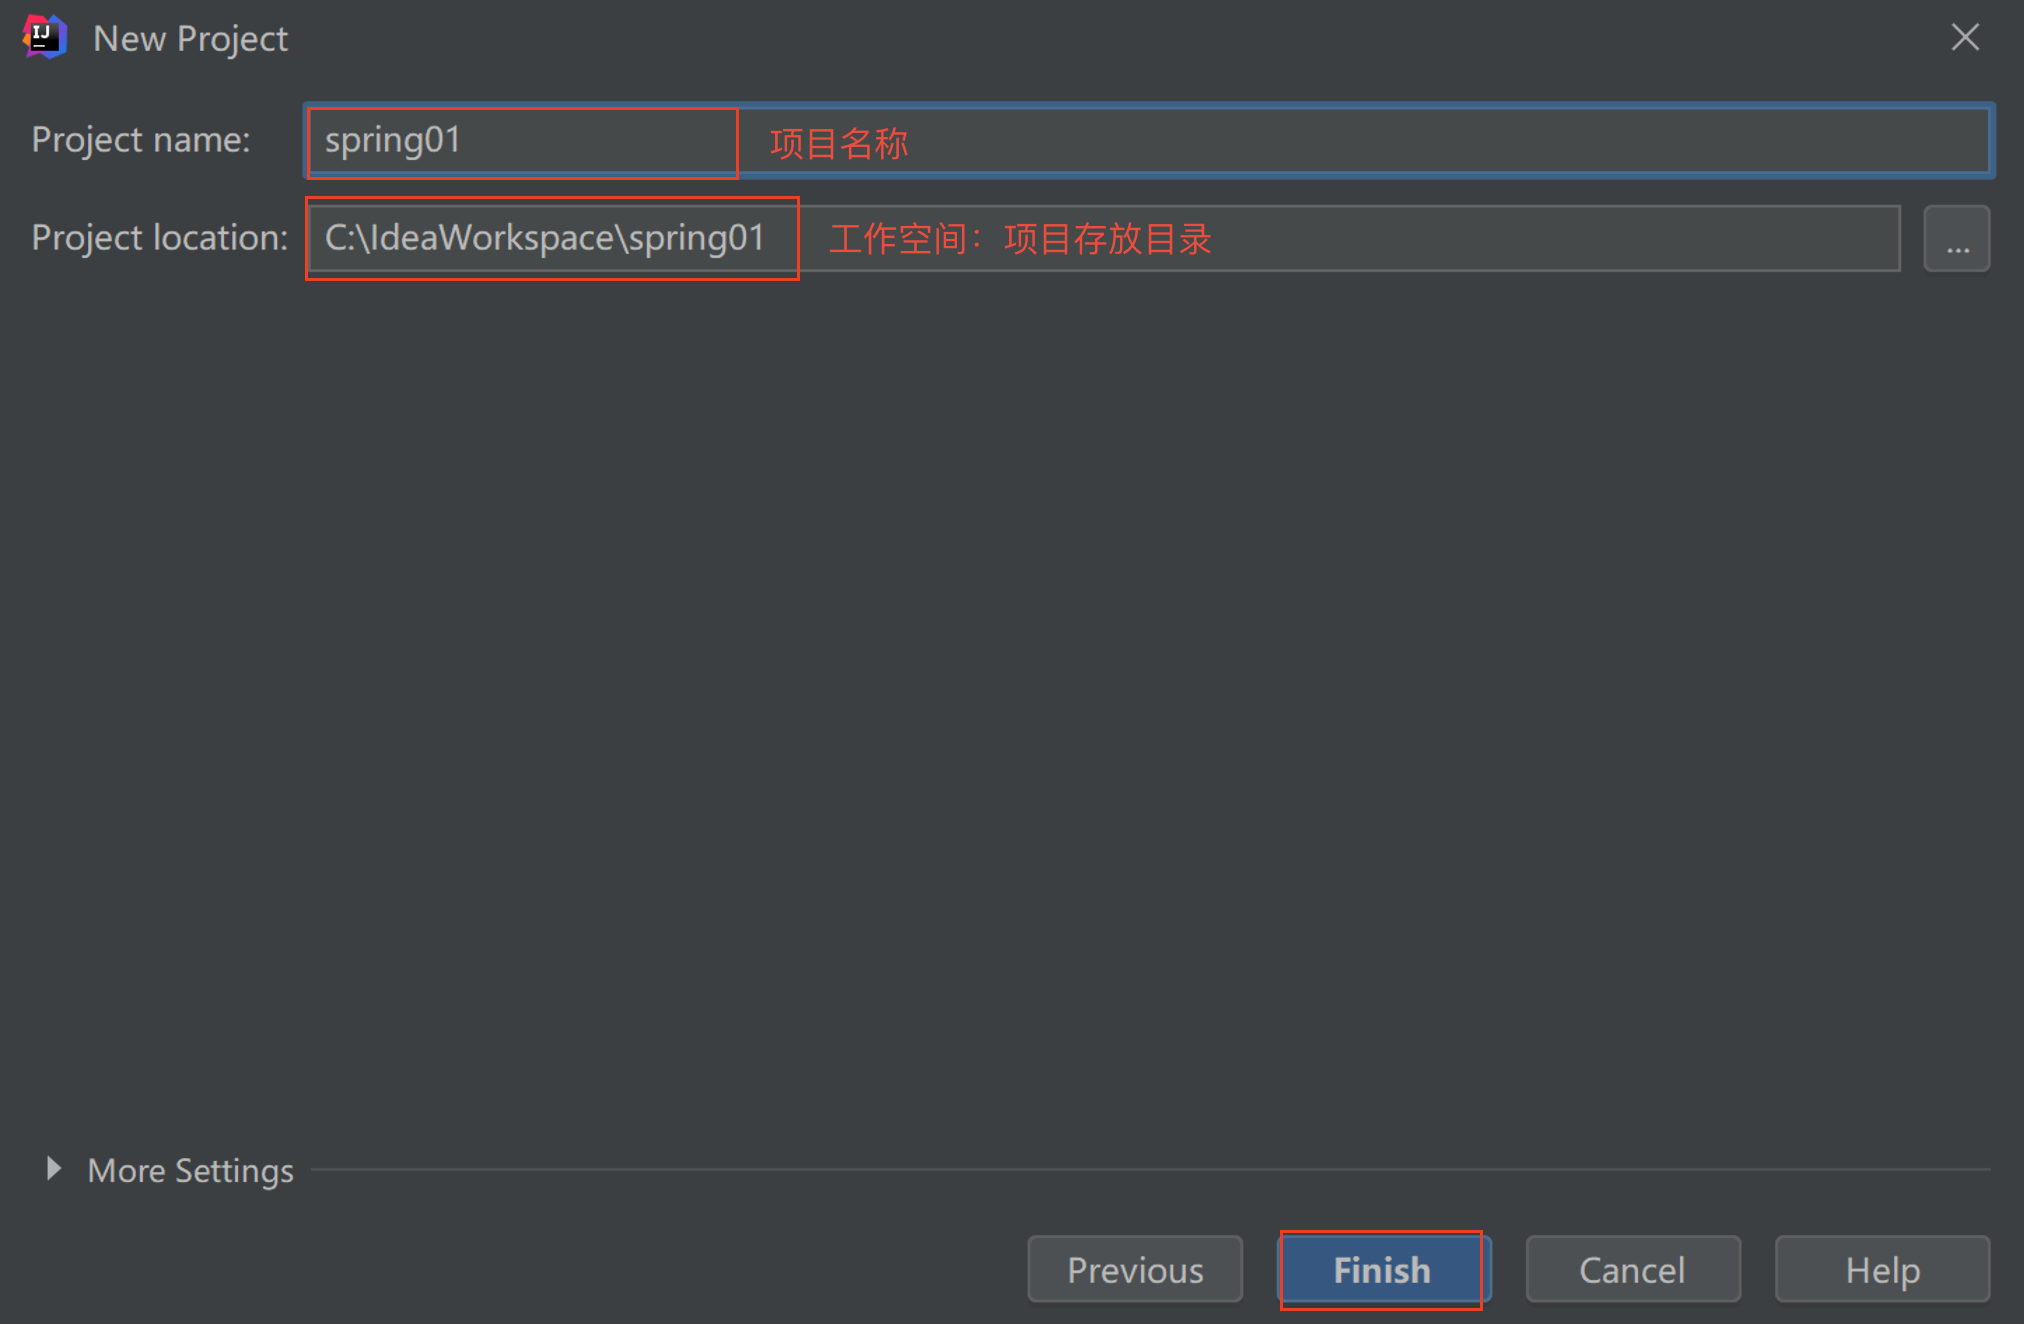 IJ New Project
Project name: spring01 项目名称
Project location: C:\IdeaWorkspace\spring01 工作空间：项目存放目录 ...
More Settings
Previous Finish Cancel Help